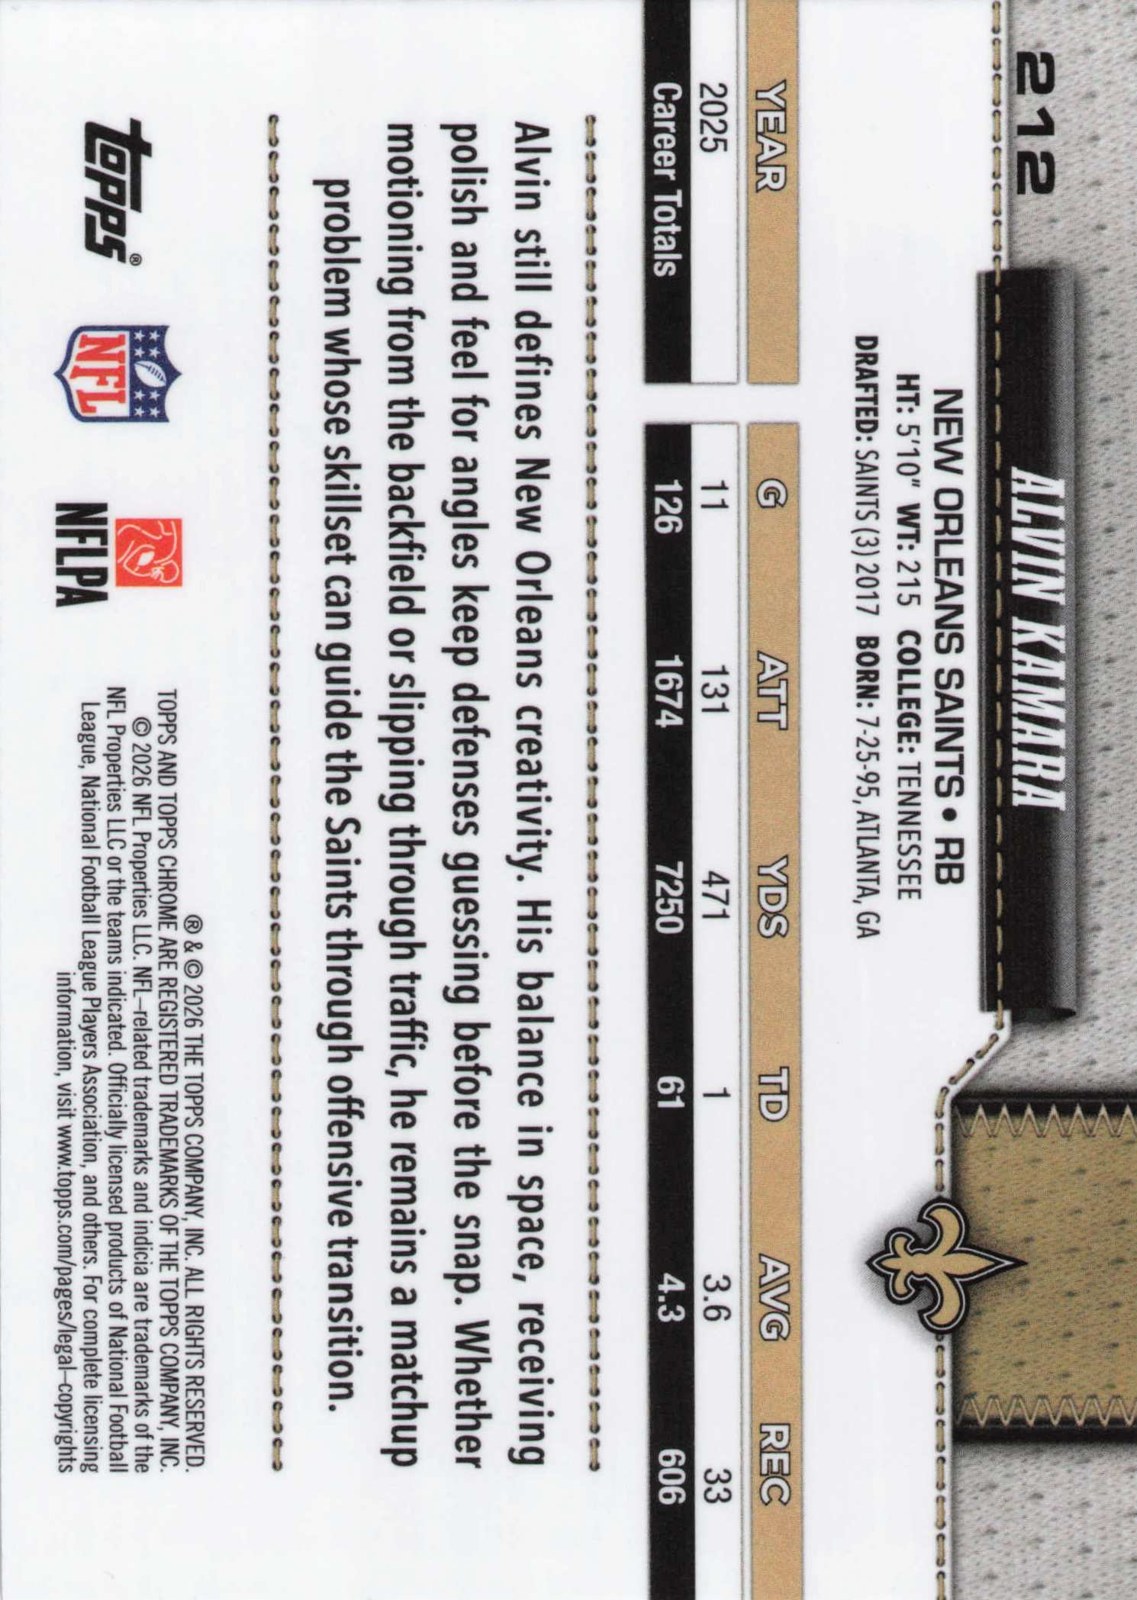 212
ALVIN KAMARA
NEW ORLEANS SAINTS • RB
HT: 5'10" WT: 215 COLLEGE: TENNESSEE
DRAFTED: SAINTS (3) 2017 BORN: 7-25-95, ATLANTA, GA
YEAR G ATT YDS TD AVG REC
2025 11 131 471 1 3.6 33
Career Totals 126 1674 7250 61 4.3 606
Alvin still defines New Orleans creativity. His balance in space, receiving
polish and feel for angles keep defenses guessing before the snap. Whether
motioning from the backfield or slipping through traffic, he remains a matchup
problem whose skillset can guide the Saints through offensive transition.
topps®
NFL
NFLPA
® & © 2026 THE TOPPS COMPANY, INC. ALL RIGHTS RESERVED.
TOPPS AND TOPPS CHROME ARE REGISTERED TRADEMARKS OF THE TOPPS COMPANY, INC.
© 2026 NFL Properties LLC. NFL-related trademarks and indicia are trademarks of the
NFL Properties LLC or the teams indicated. Officially licensed products of National Football
League, National Football League Players Association, and others. For complete licensing
information, visit www.topps.com/pages/legal-copyrights